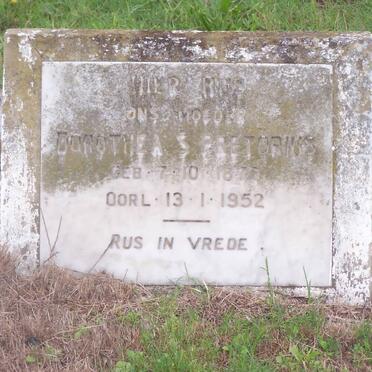 HIER RUS
ONS MOEDER
DOROTHEA S. PRETORIUS
GEB. 7·10·
OORL· 13·1·1952
RUS IN VREDE